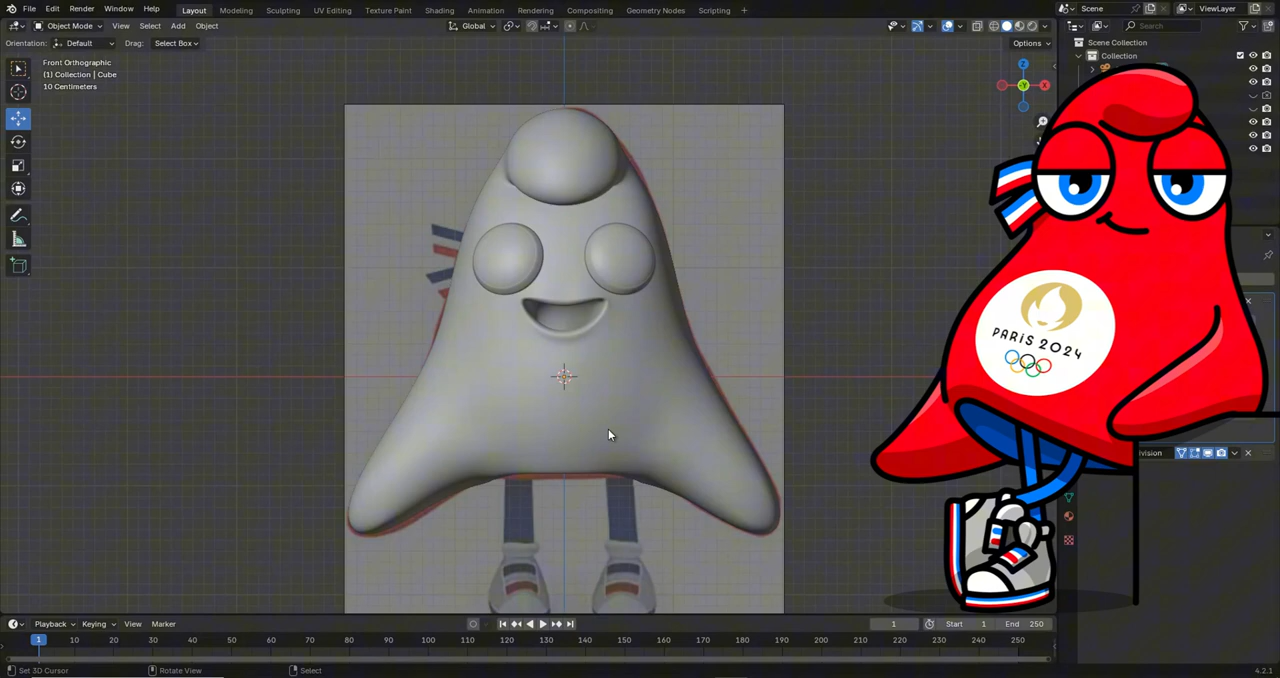 File Edit Render Window Help Layout Modeling Sculpting UV Editing Texture Paint Shading Animation Rendering Compositing Geometry Nodes Scripting + Scene ViewLayer
Object Mode View Select Add Object Global Search
Orientation: Default Drag: Select Box Options Scene Collection
Collection
Front Orthographic
(1) Collection | Cube
10 Centimeters
Z
Y
X
PARIS 2024
ivision
Playback Keying View Marker 1 Start 1 End 250
1 10 20 30 40 50 60 70 80 90 100 110 120 130 140 150 160 170 180 190 200 210 220 230 240 250
Set 3D Cursor Rotate View Select 4.2.1